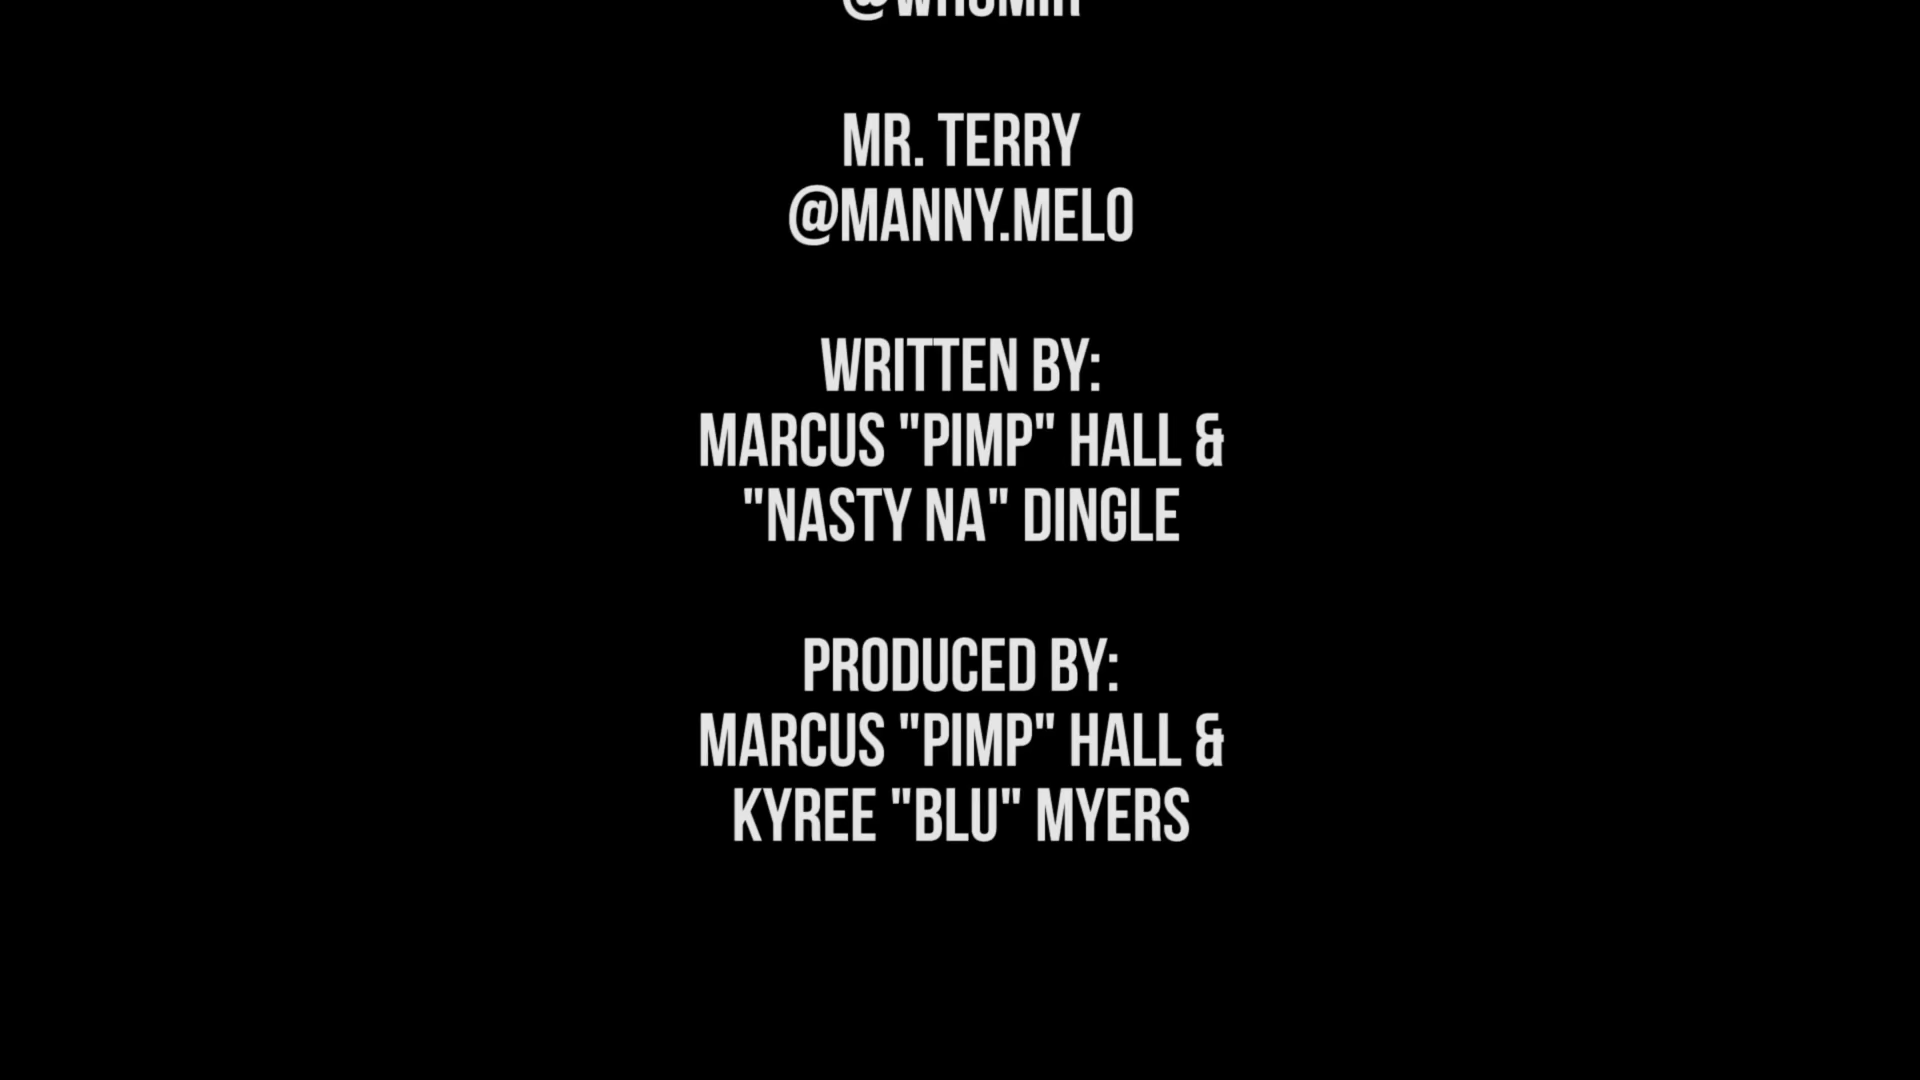 MR. TERRY
@MANNY.MELO
WRITTEN BY:
MARCUS "PIMP" HALL &
"NASTY NA" DINGLE
PRODUCED BY:
MARCUS "PIMP" HALL &
KYREE "BLU" MYERS